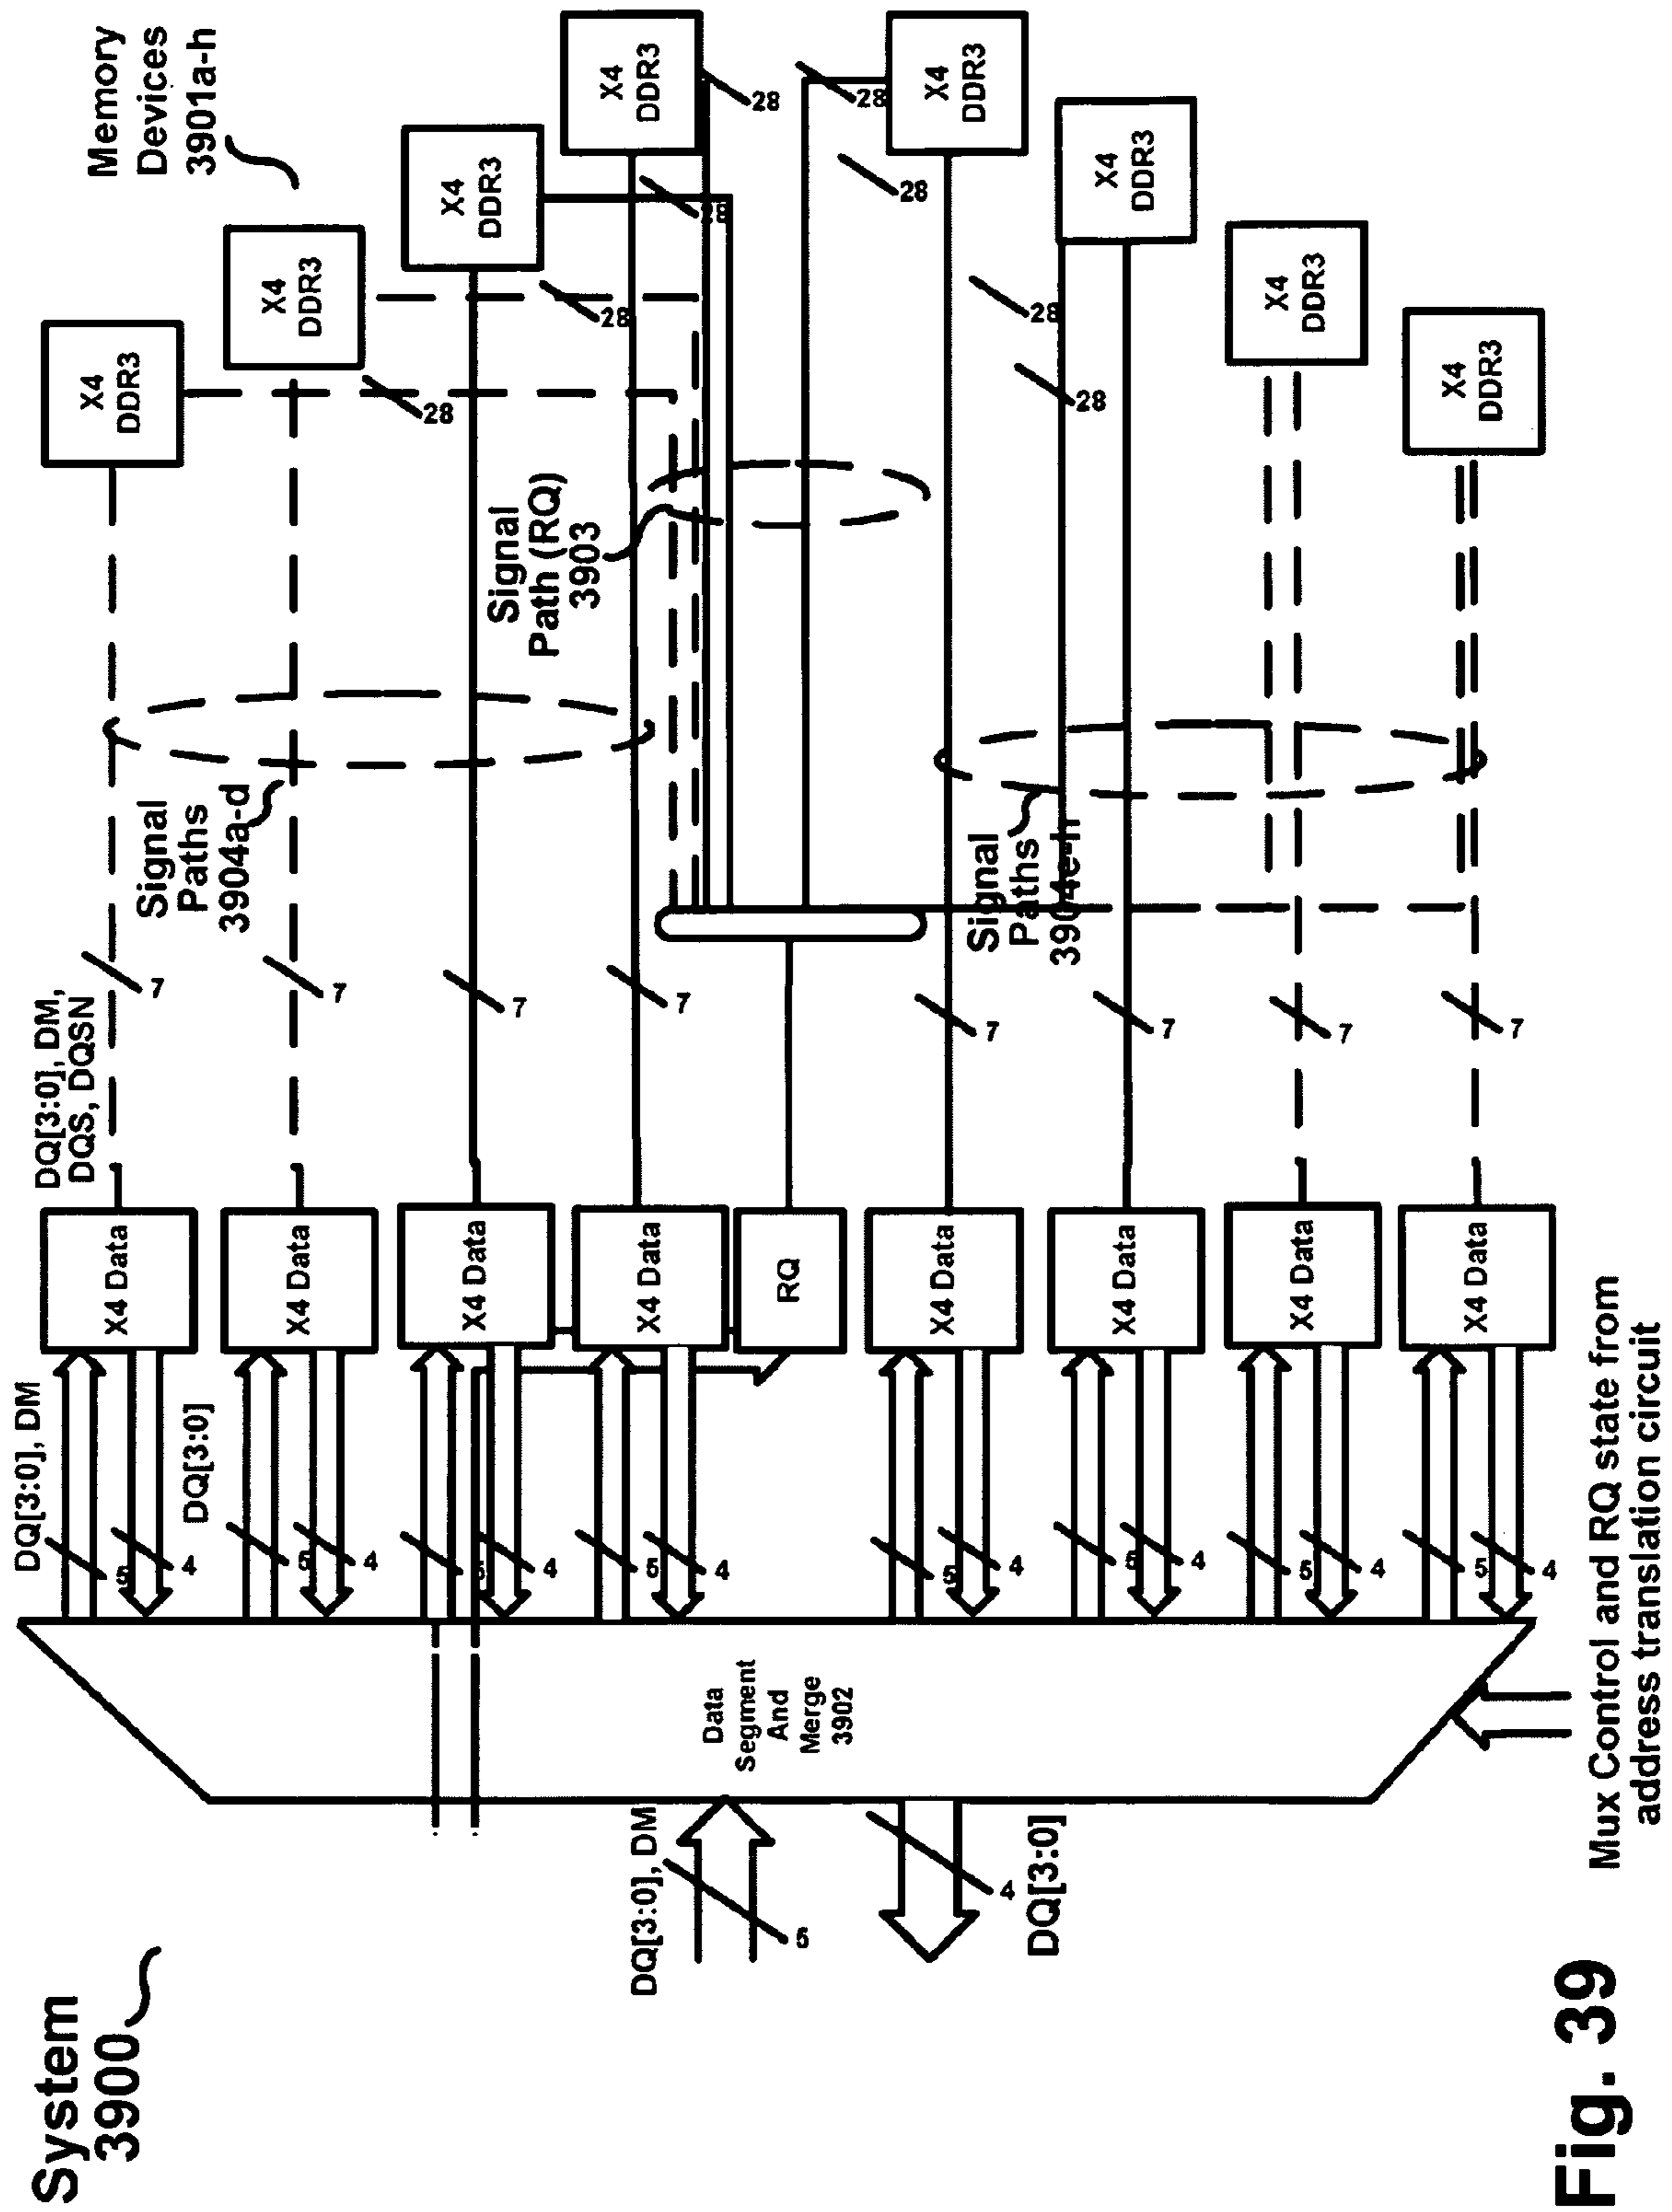 System
3900
Memory
Devices
3901a-h
X4
DDR3
X4
DDR3
X4
DDR3
X4
DDR3
X4
DDR3
X4
DDR3
X4
DDR3
X4
DDR3
28
28
28
28
28
28
28
28
Signal
Path (RQ)
3903
Signal
Paths
3904a-d
Signal
Paths
3904e-h
DQ[3:0], DM,
DQS, DQSN
7
7
7
7
7
7
7
7
X4 Data
X4 Data
X4 Data
X4 Data
RQ
X4 Data
X4 Data
X4 Data
X4 Data
DQ[3:0], DM
DQ[3:0]
5
4
5
4
5
4
5
4
5
4
5
4
5
4
5
4
Data
Segment
And
Merge
3902
DQ[3:0], DM
5
4
DQ[3:0]
Mux Control and RQ state from
address translation circuit
Fig. 39